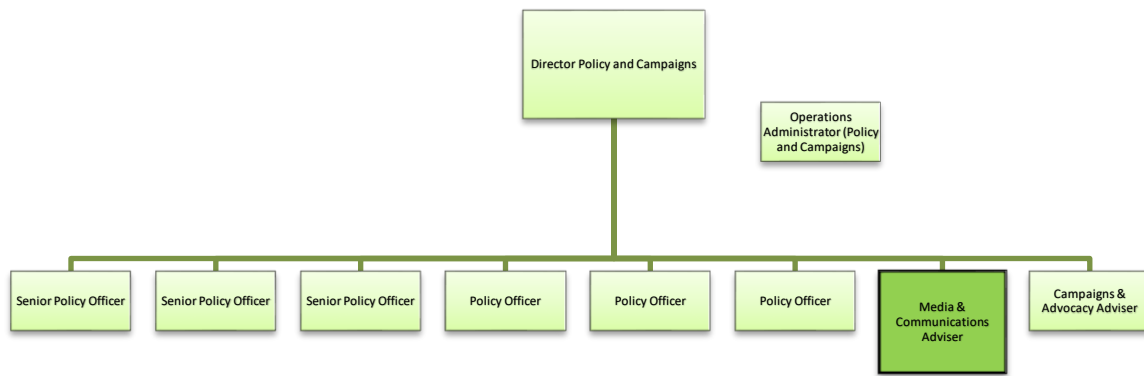 Director Policy and Campaigns
Operations
Administrator (Policy
and Campaigns)
Senior Policy Officer
Senior Policy Officer
Senior Policy Officer
Policy Officer
Policy Officer
Policy Officer
Media &
Communications
Adviser
Campaigns &
Advocacy Adviser